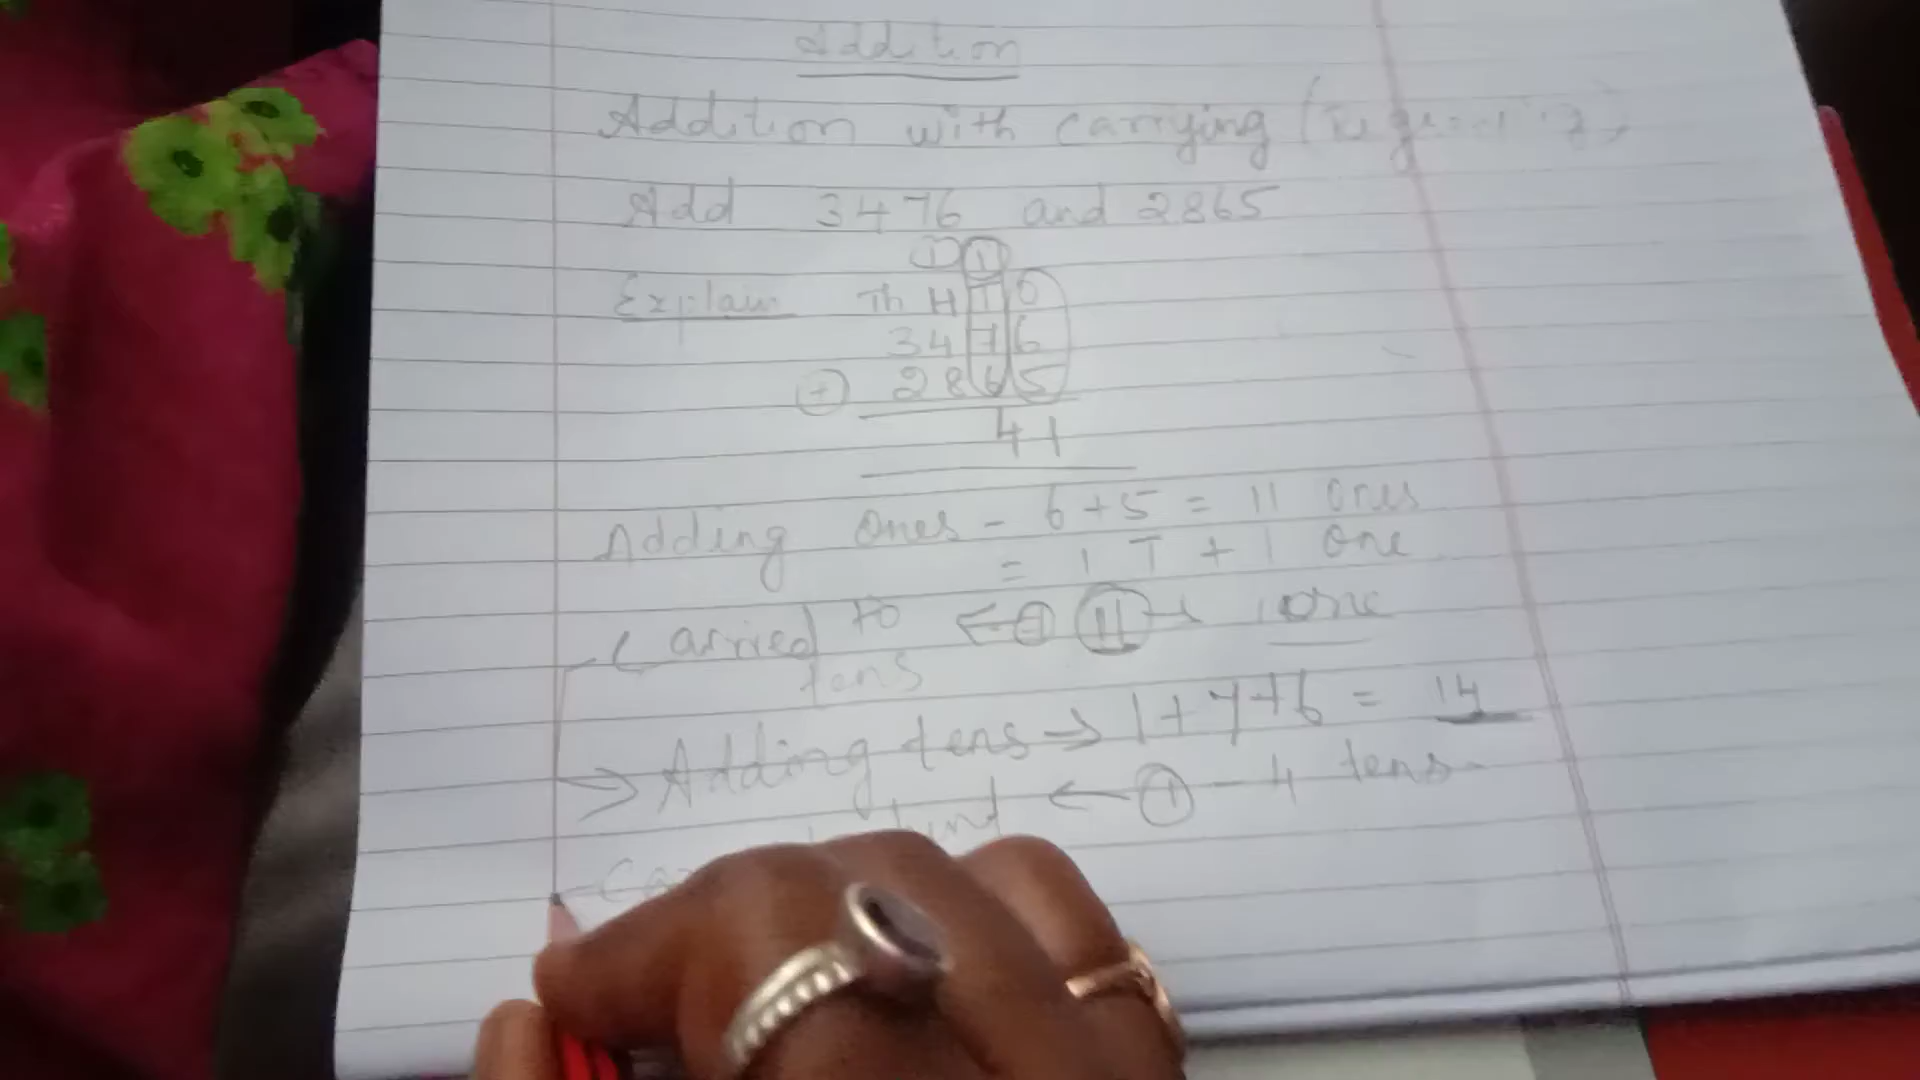 Addition
Addition with carrying (
Add 3476 and 2865
1 1
Explain Th H T O
3 4 7 6
+ 2 8 6 5
4 1
Adding Ones - 6+5 = 11 Ones
= 1 T + 1 One
Carried to ← 1 11 → 1 One
tens
→ Adding tens → 1+7+6 = 14
← 1 - 4 tens